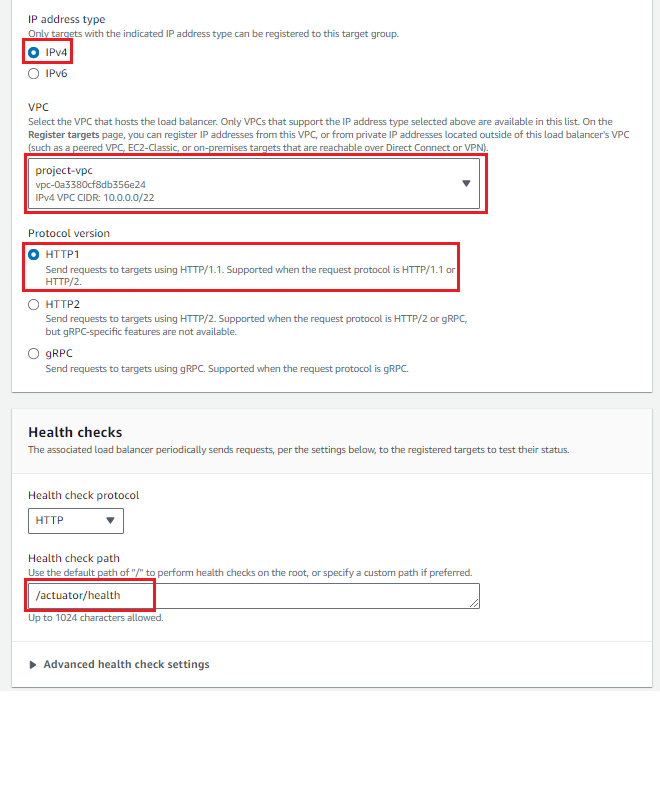 IP address type
Only targets with the indicated IP address type can be registered to this target group.
IPv4
IPv6
VPC
Select the VPC that hosts the load balancer. Only VPCs that support the IP address type selected above are available in this list. On the
Register targets page, you can register IP addresses from this VPC, or from private IP addresses located outside of this load balancer's VPC
(such as a peered VPC, EC2-Classic, or on-premises targets that are reachable over Direct Connect or VPN).
project-vpc
vpc-0a3380cf8db356e24
IPv4 VPC CIDR: 10.0.0.0/22
Protocol version
HTTP1
Send requests to targets using HTTP/1.1. Supported when the request protocol is HTTP/1.1 or
HTTP/2.
HTTP2
Send requests to targets using HTTP/2. Supported when the request protocol is HTTP/2 or gRPC,
but gRPC-specific features are not available.
gRPC
Send requests to targets using gRPC. Supported when the request protocol is gRPC.
Health checks
The associated load balancer periodically sends requests, per the settings below, to the registered targets to test their status.
Health check protocol
HTTP
Health check path
Use the default path of "/" to perform health checks on the root, or specify a custom path if preferred.
/actuator/health
Up to 1024 characters allowed.
Advanced health check settings